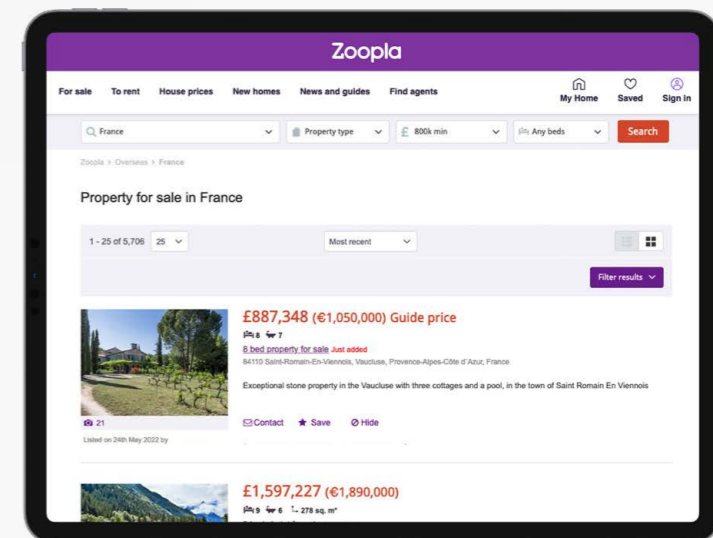 Zoopla
For sale To rent House prices New homes News and guides Find agents My Home Saved Sign in
France Property type £ 800k min Any beds Search
Zoopla > Overseas > France
Property for sale in France
1 - 25 of 5,706 25 Most recent
Filter results
£887,348 (€1,050,000) Guide price
8 7
8 bed property for sale Just added
84110 Saint-Romain-En-Viennois, Vaucluse, Provence-Alpes-Côte d'Azur, France
Exceptional stone property in the Vaucluse with three cottages and a pool, in the town of Saint Romain En Viennois
21 Contact Save Hide
Listed on 24th May 2022 by
£1,597,227 (€1,890,000)
9 6 278 sq. m